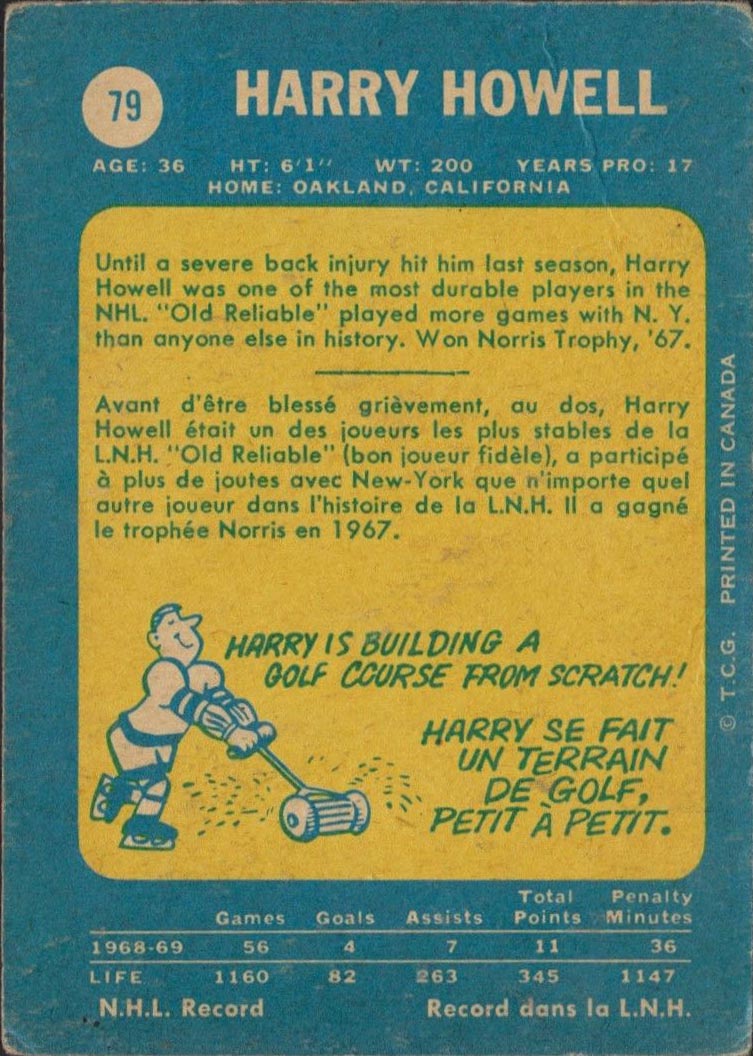 79
HARRY HOWELL
AGE: 36 HT: 6'1'' WT: 200 YEARS PRO: 17
HOME: OAKLAND, CALIFORNIA
Until a severe back injury hit him last season, Harry
Howell was one of the most durable players in the
NHL. "Old Reliable" played more games with N. Y.
than anyone else in history. Won Norris Trophy, '67.
Avant d'être blessé grièvement, au dos, Harry
Howell était un des joueurs les plus stables de la
L.N.H. "Old Reliable" (bon joueur fidèle), a participé
à plus de joutes avec New-York que n'importe quel
autre joueur dans l'histoire de la L.N.H. Il a gagné
le trophée Norris en 1967.
HARRY IS BUILDING A
GOLF COURSE FROM SCRATCH!
HARRY SE FAIT
UN TERRAIN
DE GOLF,
PETIT À PETIT.
© T.C.G. PRINTED IN CANADA
Total Penalty
Games Goals Assists Points Minutes
1968-69 56 4 7 11 36
LIFE 1160 82 263 345 1147
N.H.L. Record Record dans la L.N.H.